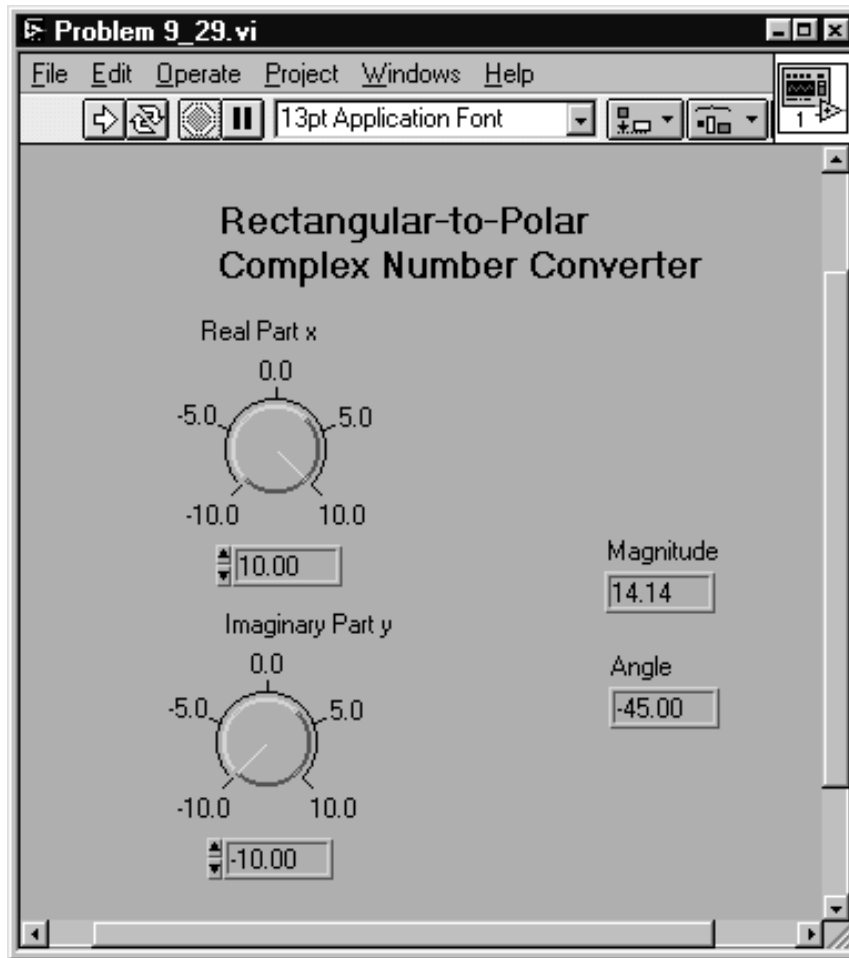 Problem 9_29.vi
File Edit Operate Project Windows Help
13pt Application Font
1
Rectangular-to-Polar
Complex Number Converter
Real Part x
0.0
-5.0 5.0
-10.0 10.0
10.00
Magnitude
14.14
Imaginary Part y
0.0
Angle
-5.0 5.0
-45.00
-10.0 10.0
-10.00